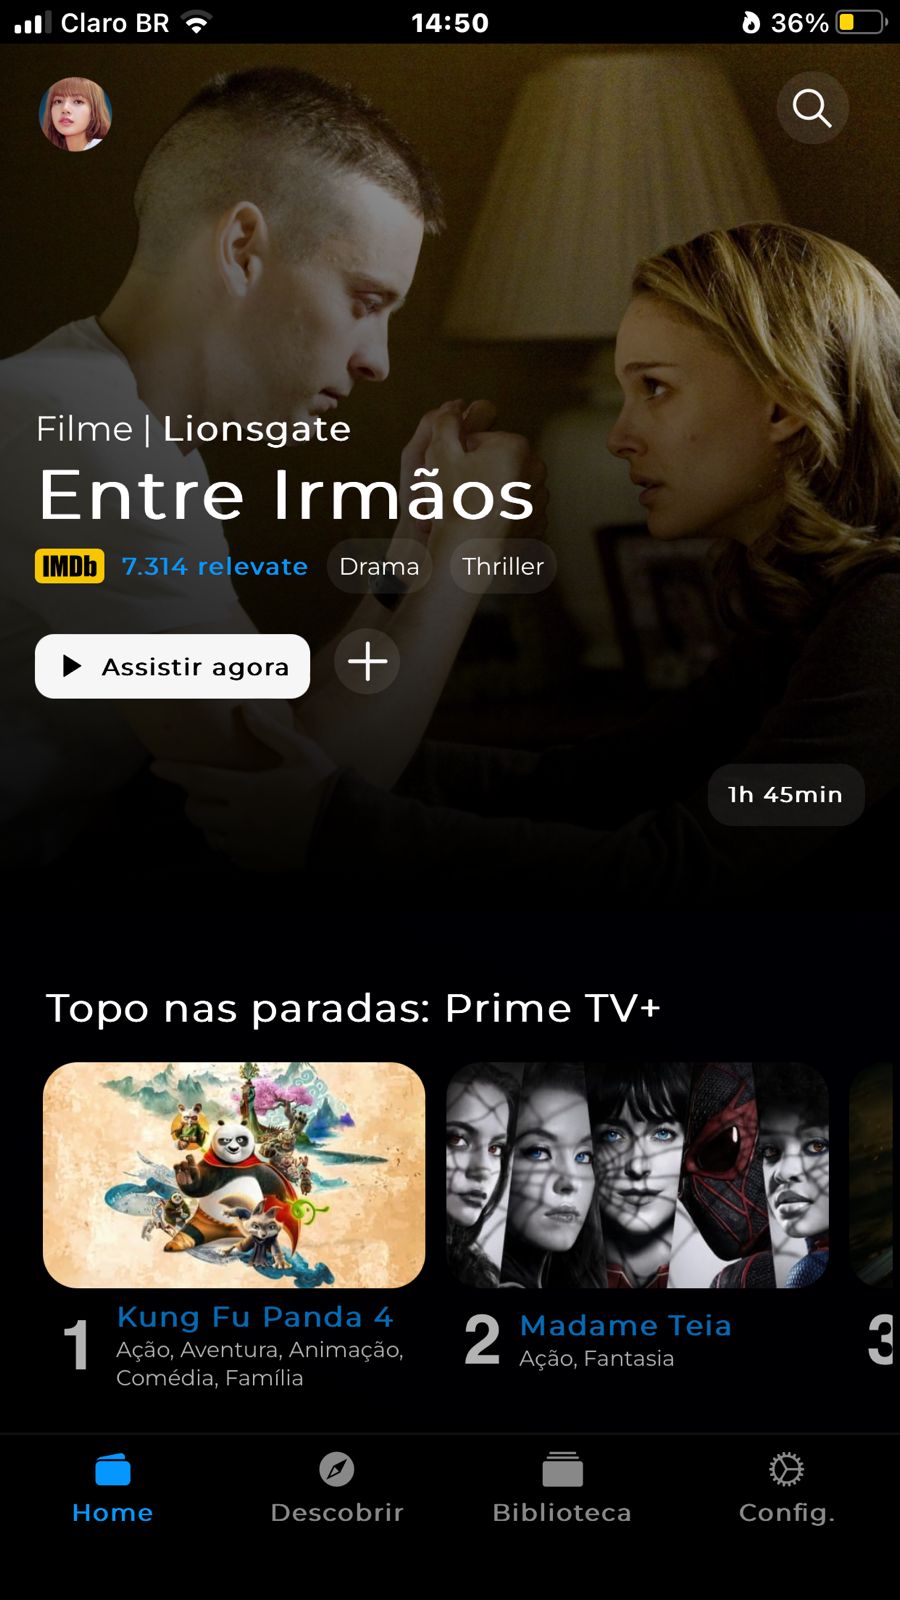 Claro BR 14:50 36%
Filme | Lionsgate
Entre Irmãos
IMDb 7.314 relevate Drama Thriller
Assistir agora
1h 45min
Topo nas paradas: Prime TV+
1 Kung Fu Panda 4
Ação, Aventura, Animação,
Comédia, Família
2 Madame Teia
Ação, Fantasia
3
Home Descobrir Biblioteca Config.